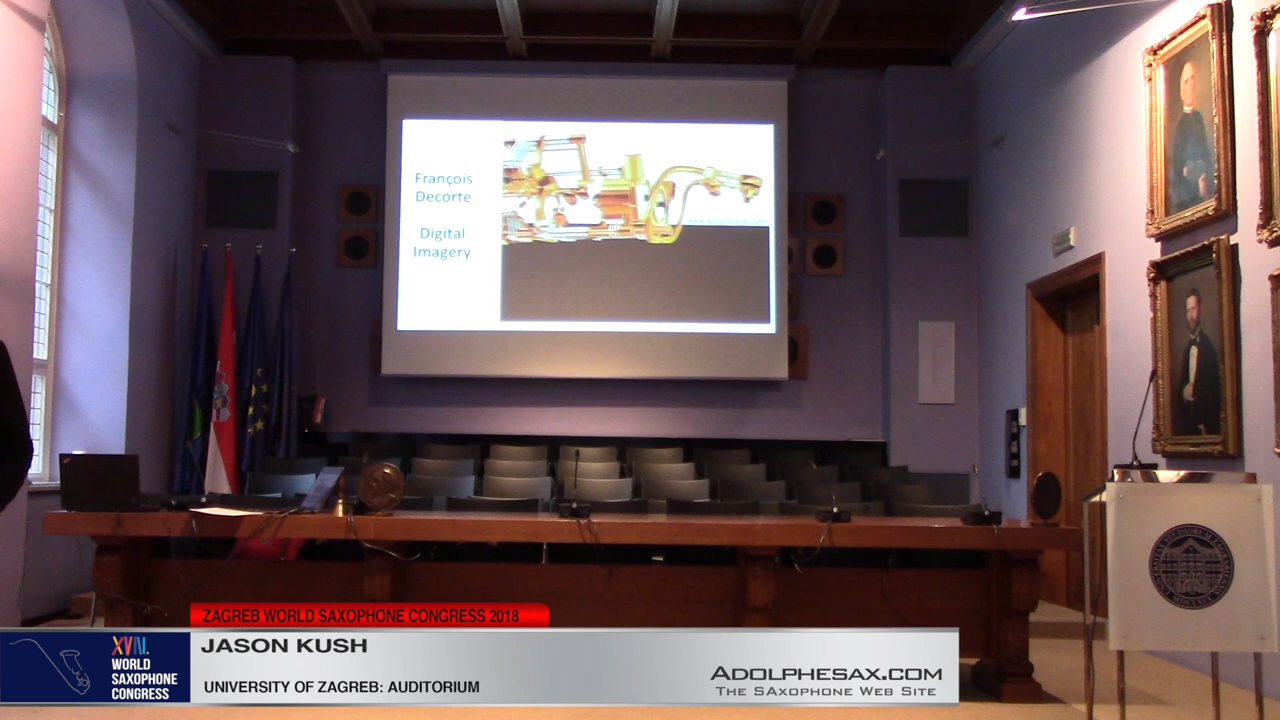 François
Decorte
Digital
Imagery
ZAGREB WORLD SAXOPHONE CONGRESS 2018
JASON KUSH
UNIVERSITY OF ZAGREB: AUDITORIUM
XVIII.
WORLD
SAXOPHONE
CONGRESS
ADOLPHESAX.COM
THE SAXOPHONE WEB SITE